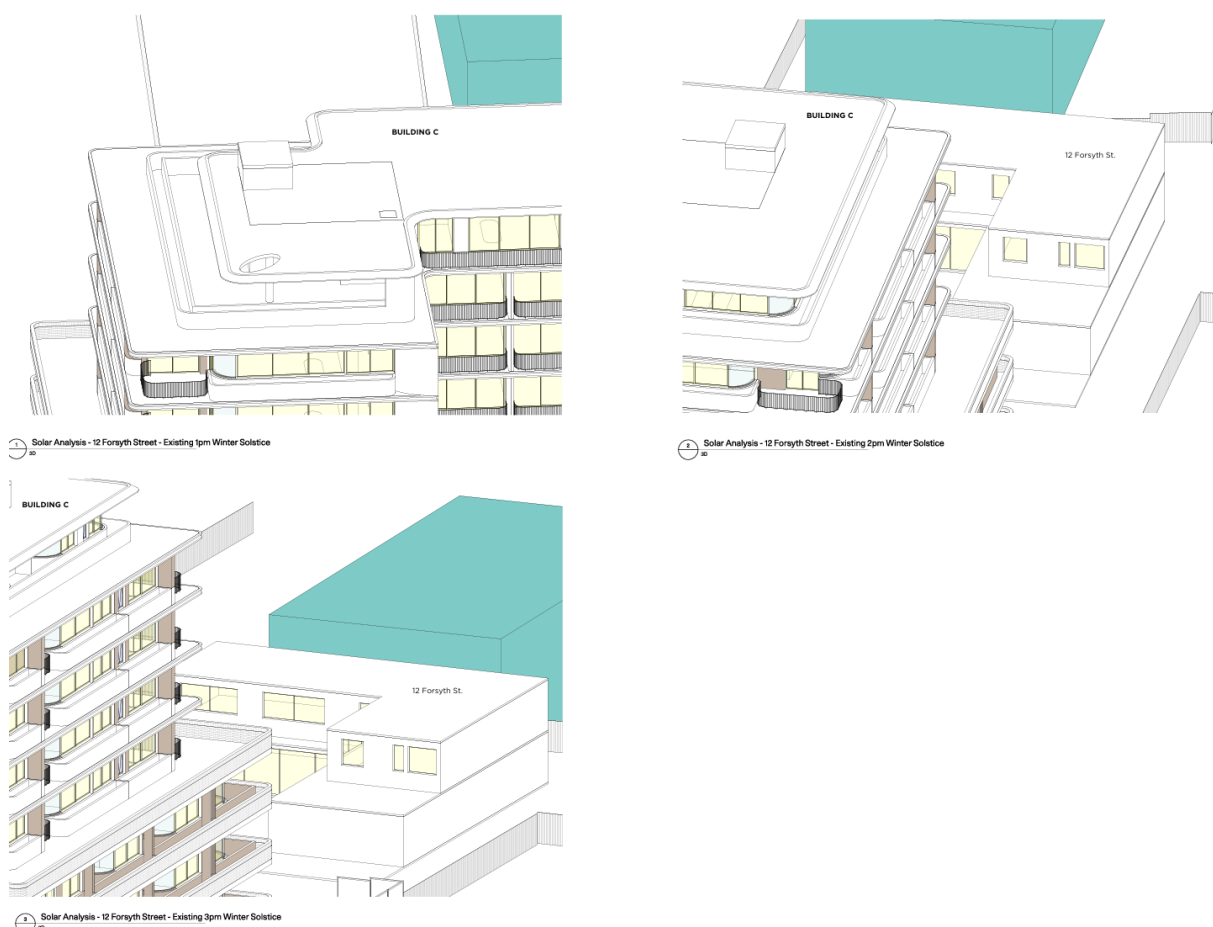 BUILDING C
1 Solar Analysis - 12 Forsyth Street - Existing 1pm Winter Solstice
3D
BUILDING C
12 Forsyth St.
2 Solar Analysis - 12 Forsyth Street - Existing 2pm Winter Solstice
3D
BUILDING C
12 Forsyth St.
3 Solar Analysis - 12 Forsyth Street - Existing 3pm Winter Solstice